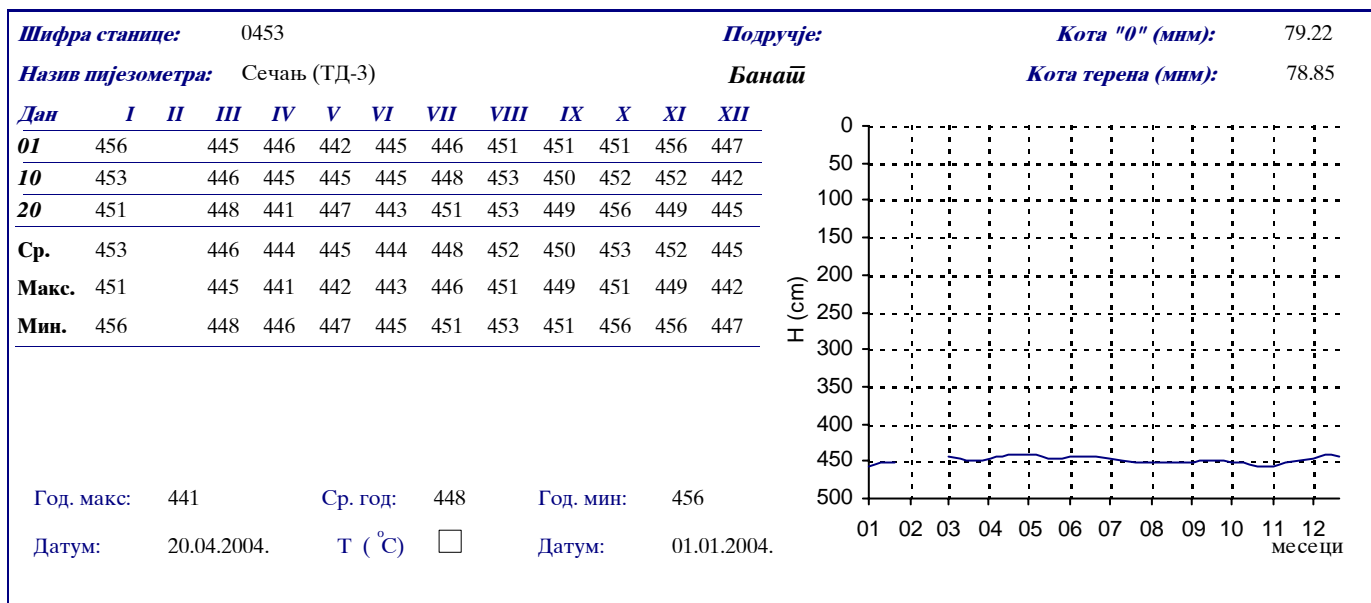 Шифра станице: 0453 Подручје: Кота "0" (мнм): 79.22
Назив пијезометра: Сечањ (ТД-3) Банат Кота терена (мнм): 78.85
Дан I II III IV V VI VII VIII IX X XI XII
01 456 445 446 442 445 446 451 451 451 456 447
10 453 446 445 445 445 448 453 450 452 452 442
20 451 448 441 447 443 451 453 449 456 449 445
Ср. 453 446 444 445 444 448 452 450 453 452 445
Макс. 451 445 441 442 443 446 451 449 451 449 442
Мин. 456 448 446 447 445 451 453 451 456 456 447
Год. макс: 441 Ср. год: 448 Год. мин: 456
Датум: 20.04.2004. Т ( °C) Датум: 01.01.2004.
H (cm)
0
50
100
150
200
250
300
350
400
450
500
01 02 03 04 05 06 07 08 09 10 11 12
месеци